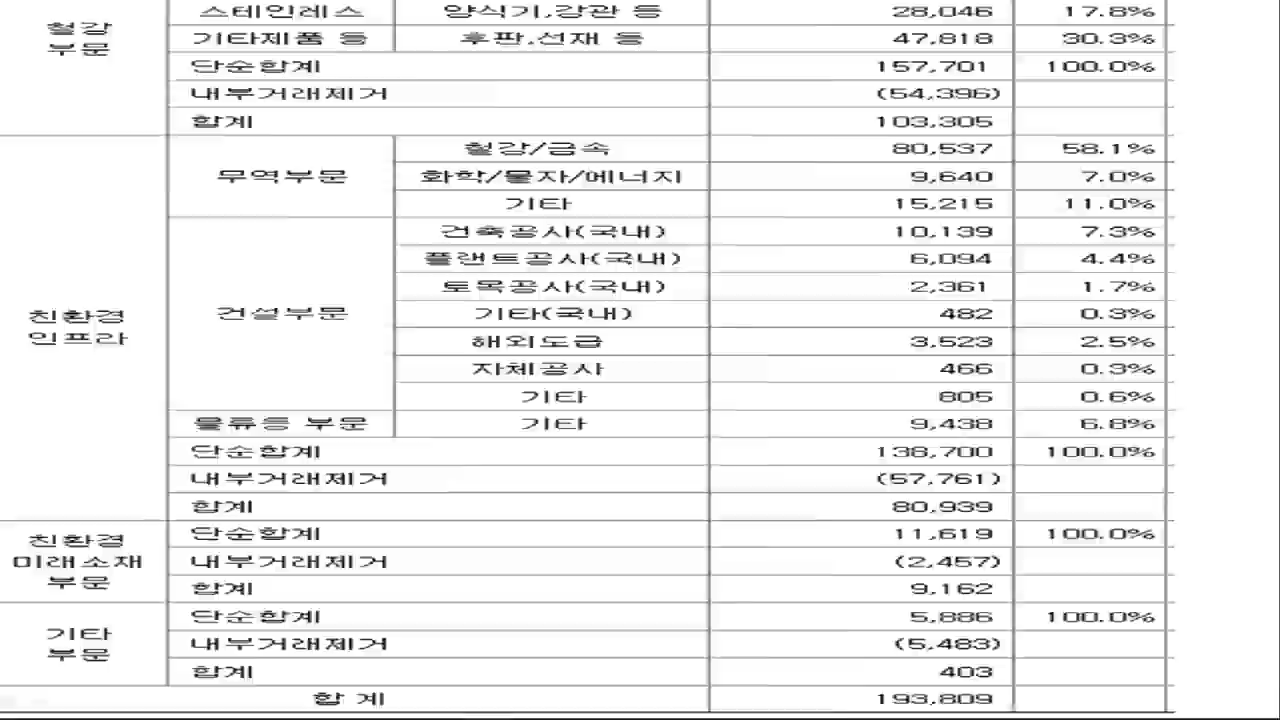 철강
부문
스테인레스 양식기,강관 등 28,046 17.8%
기타제품 등 후판,선재 등 47,818 30.3%
단순합계 157,701 100.0%
내부거래제거 (54,396)
합계 103,305
친환경
인프라
무역부문
철강/금속 80,537 58.1%
화학/물자/에너지 9,640 7.0%
기타 15,215 11.0%
건설부문
건축공사(국내) 10,139 7.3%
플랜트공사(국내) 6,094 4.4%
토목공사(국내) 2,361 1.7%
기타(국내) 482 0.3%
해외도급 3,523 2.5%
자체공사 466 0.3%
기타 805 0.6%
물류등 부문 기타 9,438 6.8%
단순합계 138,700 100.0%
내부거래제거 (57,761)
합계 80,939
친환경
미래소재
부문
단순합계 11,619 100.0%
내부거래제거 (2,457)
합계 9,162
기타
부문
단순합계 5,886 100.0%
내부거래제거 (5,483)
합계 403
합 계 193,809